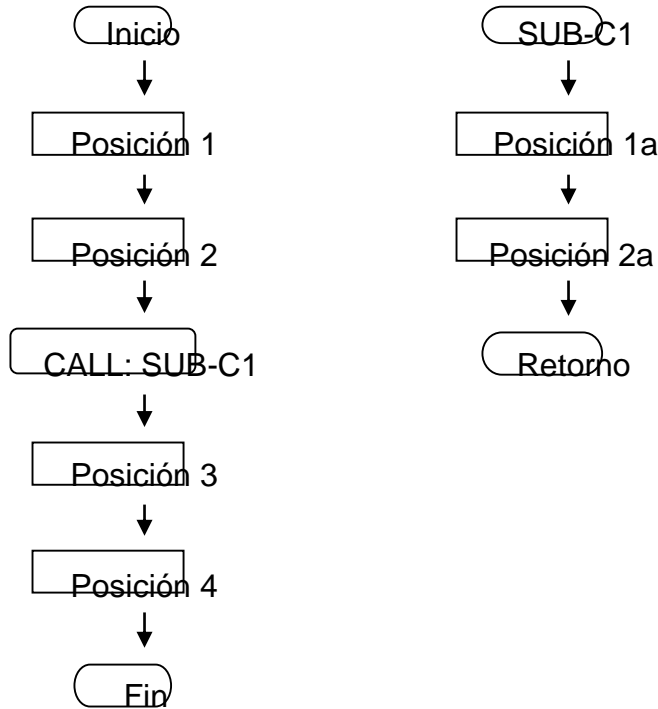 Inicio
Posición 1
Posición 2
CALL: SUB-C1
Posición 3
Posición 4
Fin
SUB-C1
Posición 1a
Posición 2a
Retorno